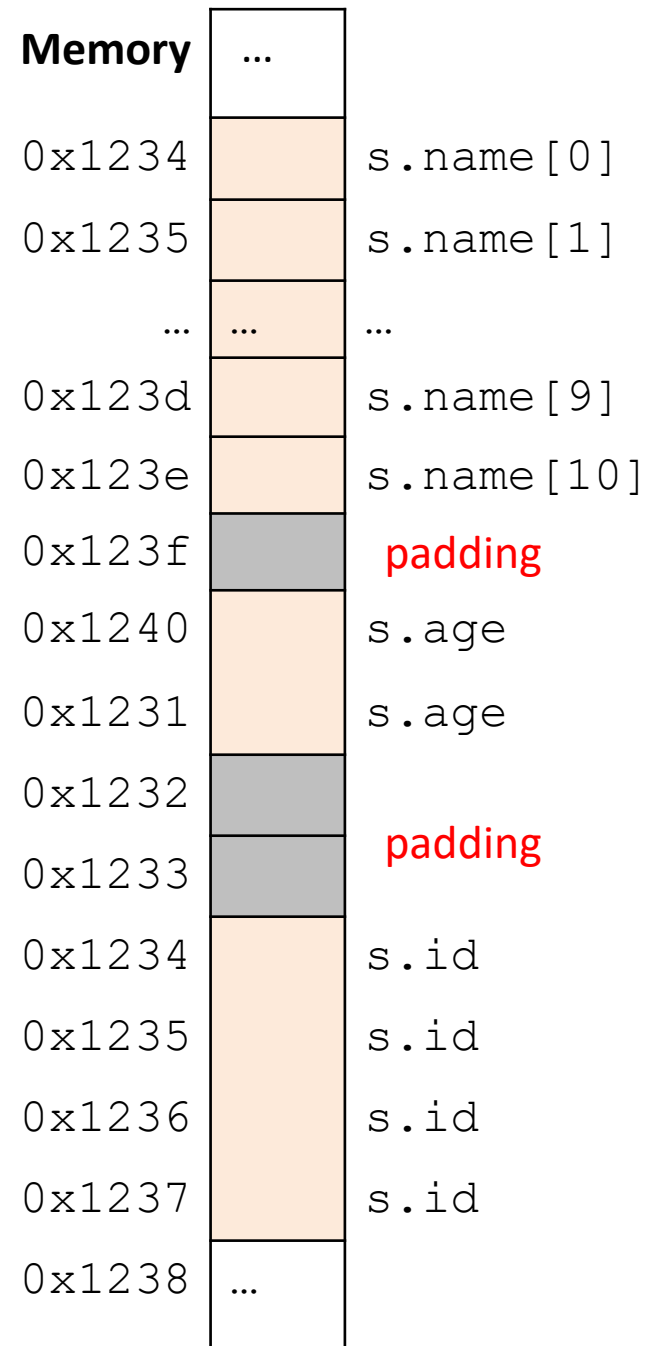 Memory …
0x1234 s.name[0]
0x1235 s.name[1]
… … …
0x123d s.name[9]
0x123e s.name[10]
0x123f padding
0x1240 s.age
0x1231 s.age
0x1232
padding
0x1233
0x1234 s.id
0x1235 s.id
0x1236 s.id
0x1237 s.id
0x1238 …